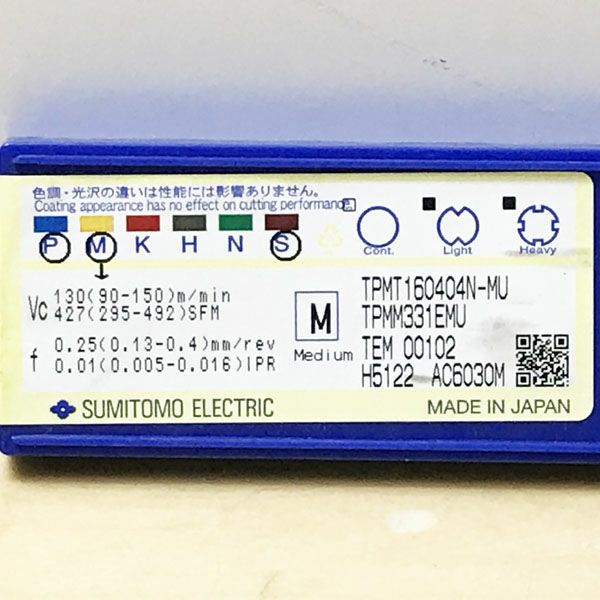 色調・光沢の違いは性能には影響ありません。
Coating appearance has no effect on cutting performance
P M K H N S
Cont. Light Heavy
Vc 130(90-150)m/min
427(295-492)SFM
f 0.25(0.13-0.4)mm/rev
0.01(0.005-0.016)IPR
M
Medium
TPMT160404N-MU
TPMM331EMU
TEM 00102
H5122 AC6030M
SUMITOMO ELECTRIC
MADE IN JAPAN